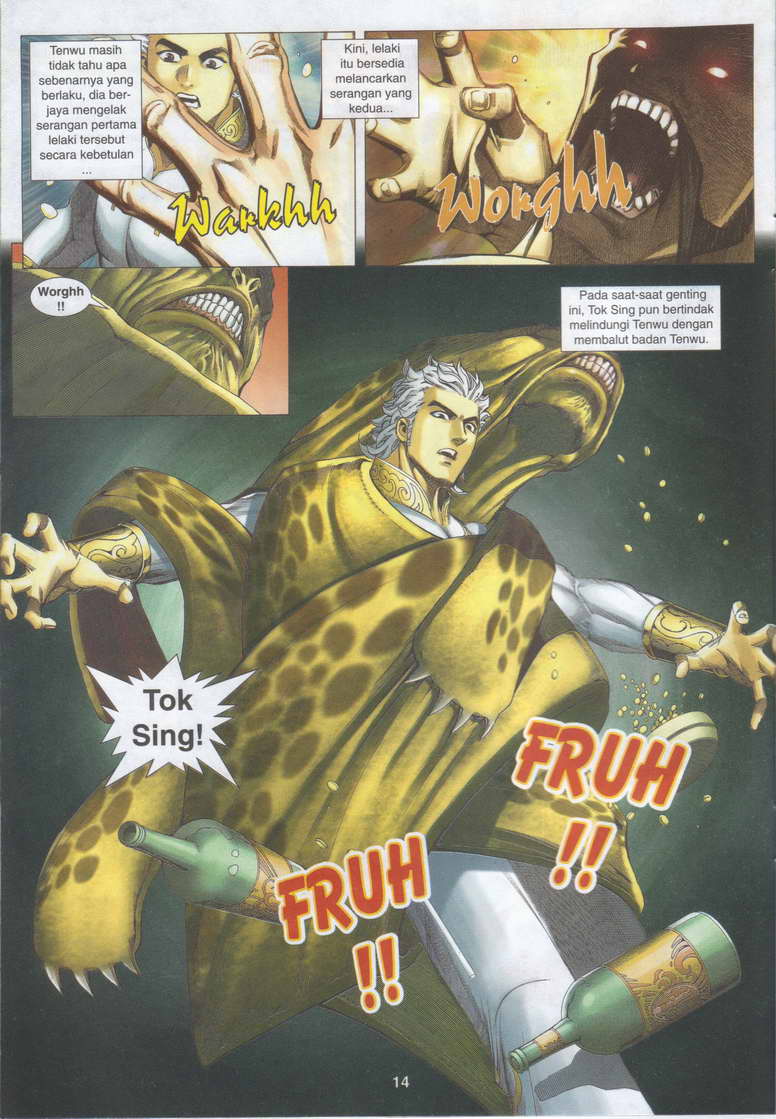 Tenwu masih
tidak tahu apa
sebenarnya yang
berlaku, dia ber-
jaya mengelak
serangan pertama
lelaki tersebut
secara kebetulan
...
Kini, lelaki
itu bersedia
melancarkan
serangan yang
kedua...
Warkhh
Worghh
Worghh
!!
Pada saat-saat genting
ini, Tok Sing pun bertindak
melindungi Tenwu dengan
membalut badan Tenwu.
Tok
Sing!
FRUH
!!
FRUH
!!
14